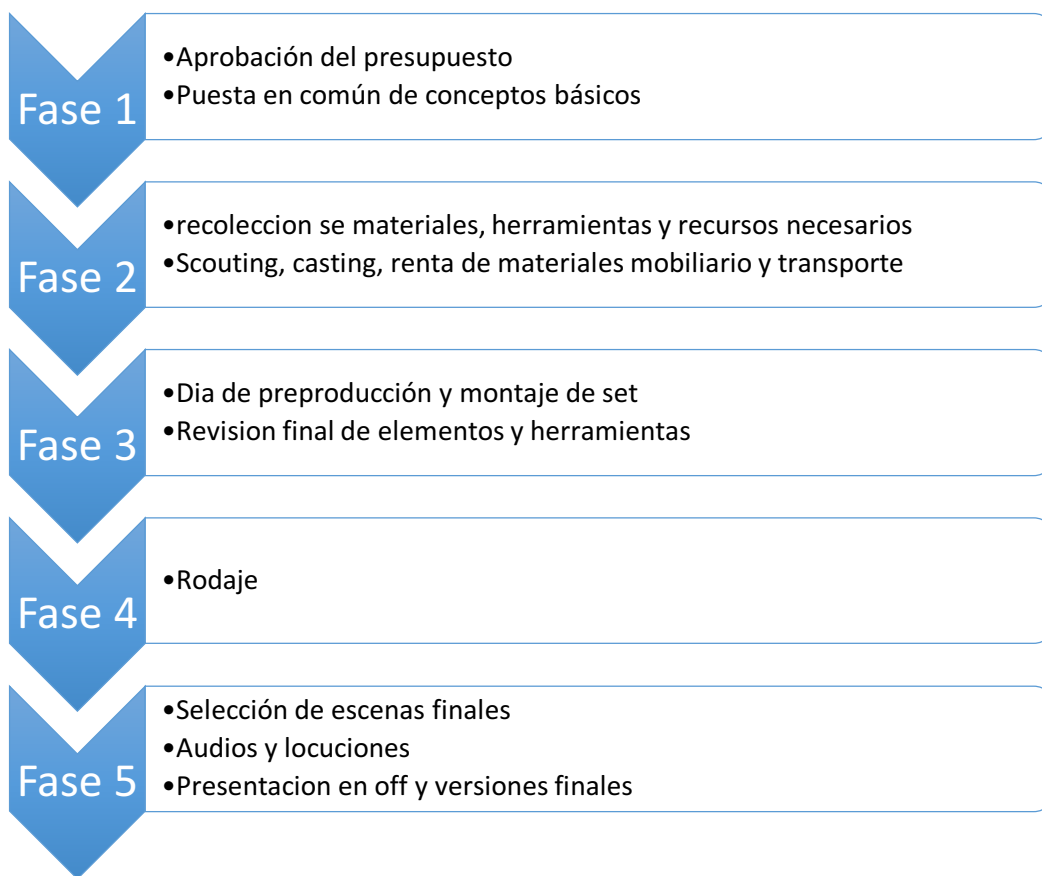 Fase 1
•Aprobación del presupuesto
•Puesta en común de conceptos básicos
Fase 2
•recoleccion se materiales, herramientas y recursos necesarios
•Scouting, casting, renta de materiales mobiliario y transporte
Fase 3
•Dia de preproducción y montaje de set
•Revision final de elementos y herramientas
Fase 4
•Rodaje
Fase 5
•Selección de escenas finales
•Audios y locuciones
•Presentacion en off y versiones finales